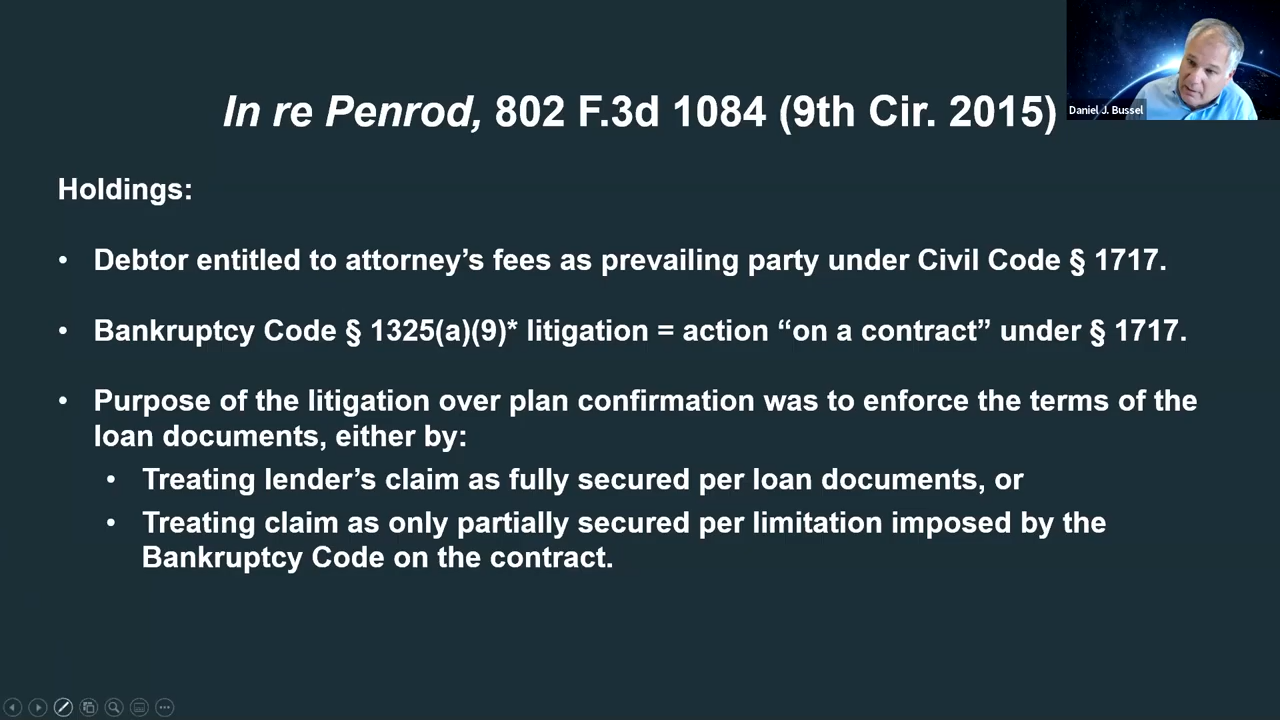 In re Penrod, 802 F.3d 1084 (9th Cir. 2015)
Daniel J. Bussel
Holdings:
• Debtor entitled to attorney’s fees as prevailing party under Civil Code § 1717.
• Bankruptcy Code § 1325(a)(9)* litigation = action “on a contract” under § 1717.
• Purpose of the litigation over plan confirmation was to enforce the terms of the
loan documents, either by:
• Treating lender’s claim as fully secured per loan documents, or
• Treating claim as only partially secured per limitation imposed by the
Bankruptcy Code on the contract.